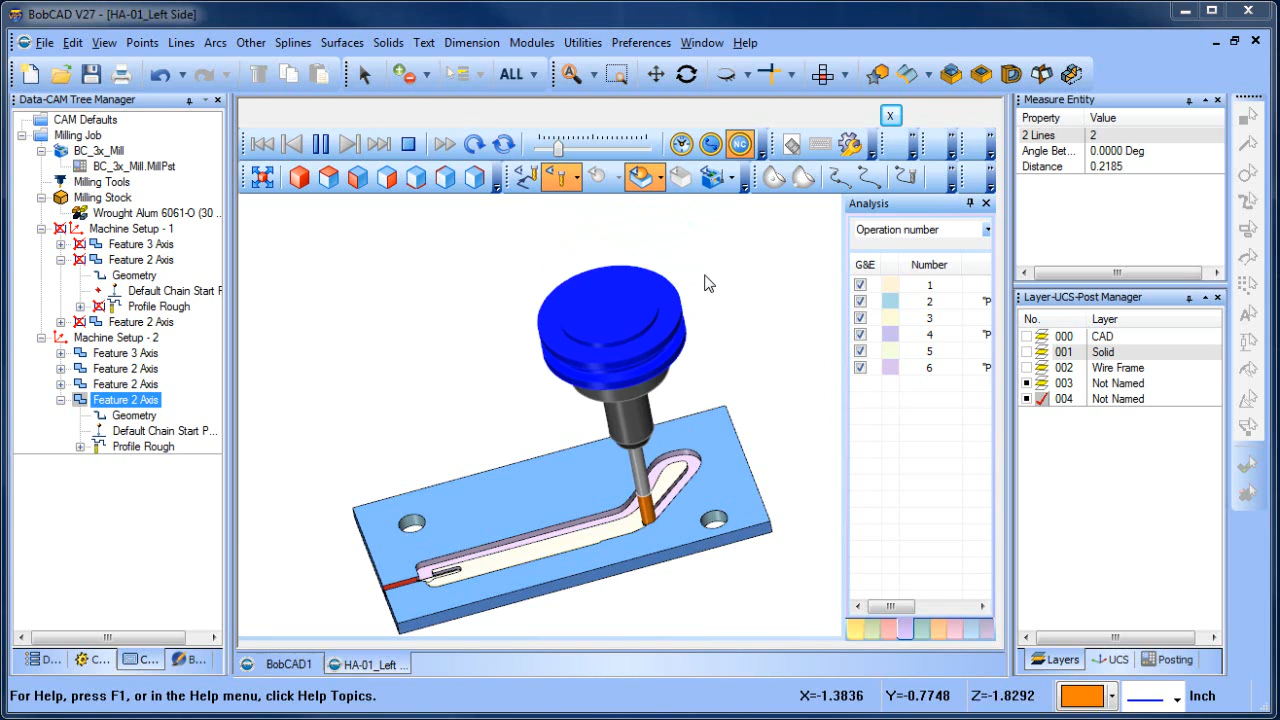 BobCAD V27 - [HA-01_Left Side]
File Edit View Points Lines Arcs Other Splines Surfaces Solids Text Dimension Modules Utilities Preferences Window Help
ALL
Data-CAM Tree Manager
CAM Defaults
Milling Job
BC_3x_Mill
BC_3x_Mill.MillPst
Milling Tools
Milling Stock
Wrought Alum 6061-O (30 ...
Machine Setup - 1
Feature 3 Axis
Feature 2 Axis
Geometry
Default Chain Start F
Profile Rough
Feature 2 Axis
Machine Setup - 2
Feature 3 Axis
Feature 2 Axis
Feature 2 Axis
Feature 2 Axis
Geometry
Default Chain Start P...
Profile Rough
D... C... C... B...
X
NC
Analysis
Operation number
G&E Number
1
2 "P
3
4 "P
5
6 "P
BobCAD1 HA-01_Left ...
Measure Entity
Property Value
2 Lines 2
Angle Bet... 0.0000 Deg
Distance 0.2185
Layer-UCS-Post Manager
No. Layer
000 CAD
001 Solid
002 Wire Frame
003 Not Named
004 Not Named
Layers UCS Posting
For Help, press F1, or in the Help menu, click Help Topics. X=-1.3836 Y=-0.7748 Z=-1.8292 Inch